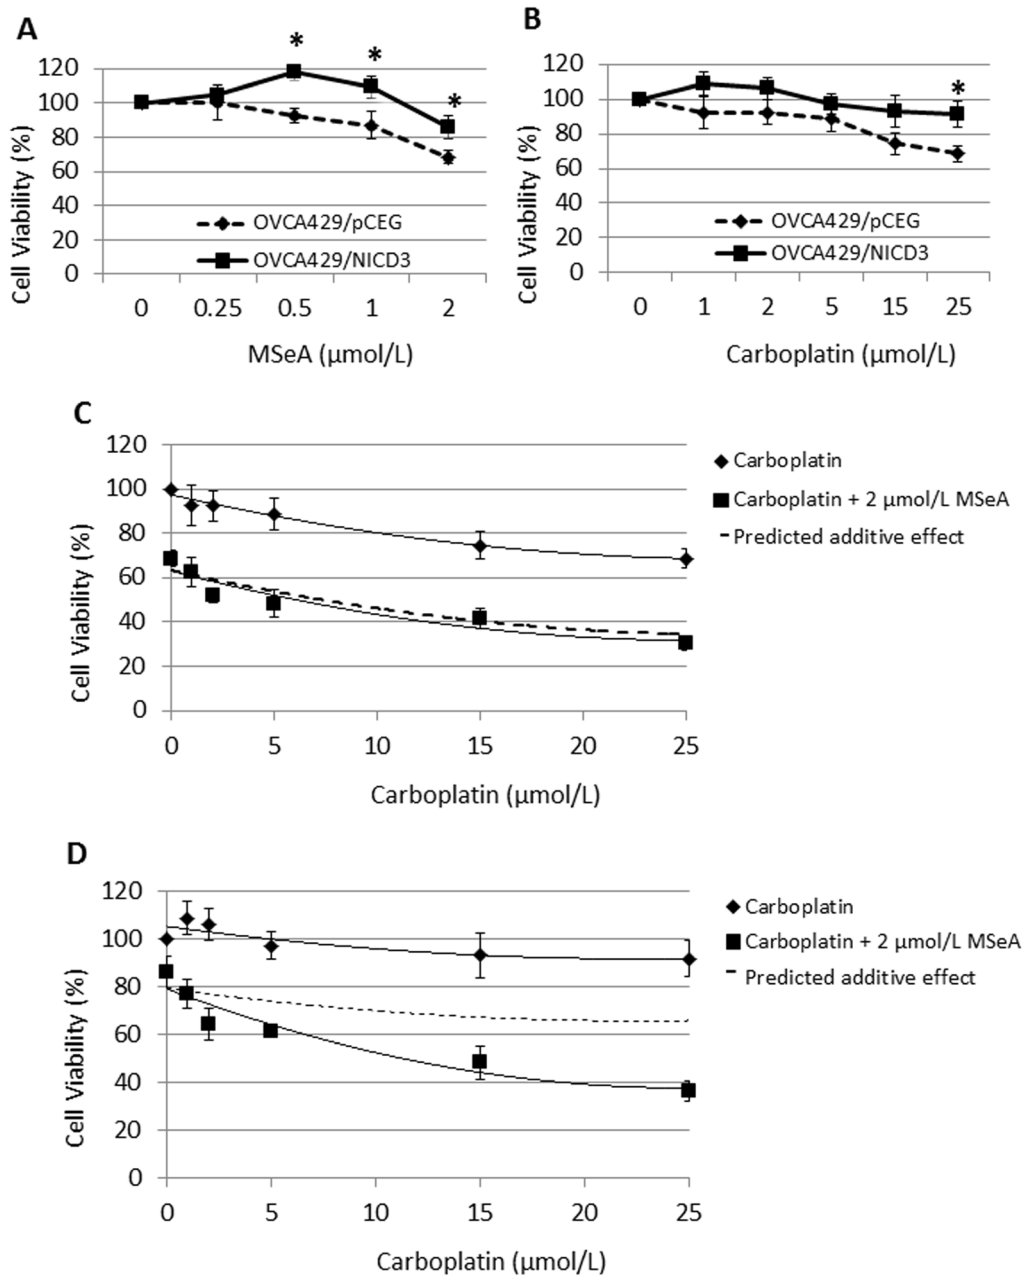 A
*
*
*
120
100
80
60
40
20
0
Cell Viability (%)
OVCA429/pCEG
OVCA429/NICD3
0 0.25 0.5 1 2
MSeA (μmol/L)
B
*
120
100
80
60
40
20
0
Cell Viability (%)
OVCA429/pCEG
OVCA429/NICD3
0 1 2 5 15 25
Carboplatin (μmol/L)
C
120
100
80
60
40
20
0
Cell Viability (%)
0 5 10 15 20 25
Carboplatin (μmol/L)
Carboplatin
Carboplatin + 2 μmol/L MSeA
Predicted additive effect
D
120
100
80
60
40
20
0
Cell Viability (%)
0 5 10 15 20 25
Carboplatin (μmol/L)
Carboplatin
Carboplatin + 2 μmol/L MSeA
Predicted additive effect